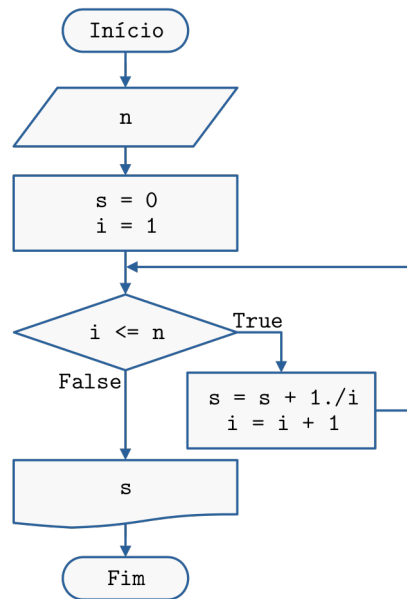 Início
n
s = 0
i = 1
i <= n
True
False
s = s + 1./i
i = i + 1
s
Fim